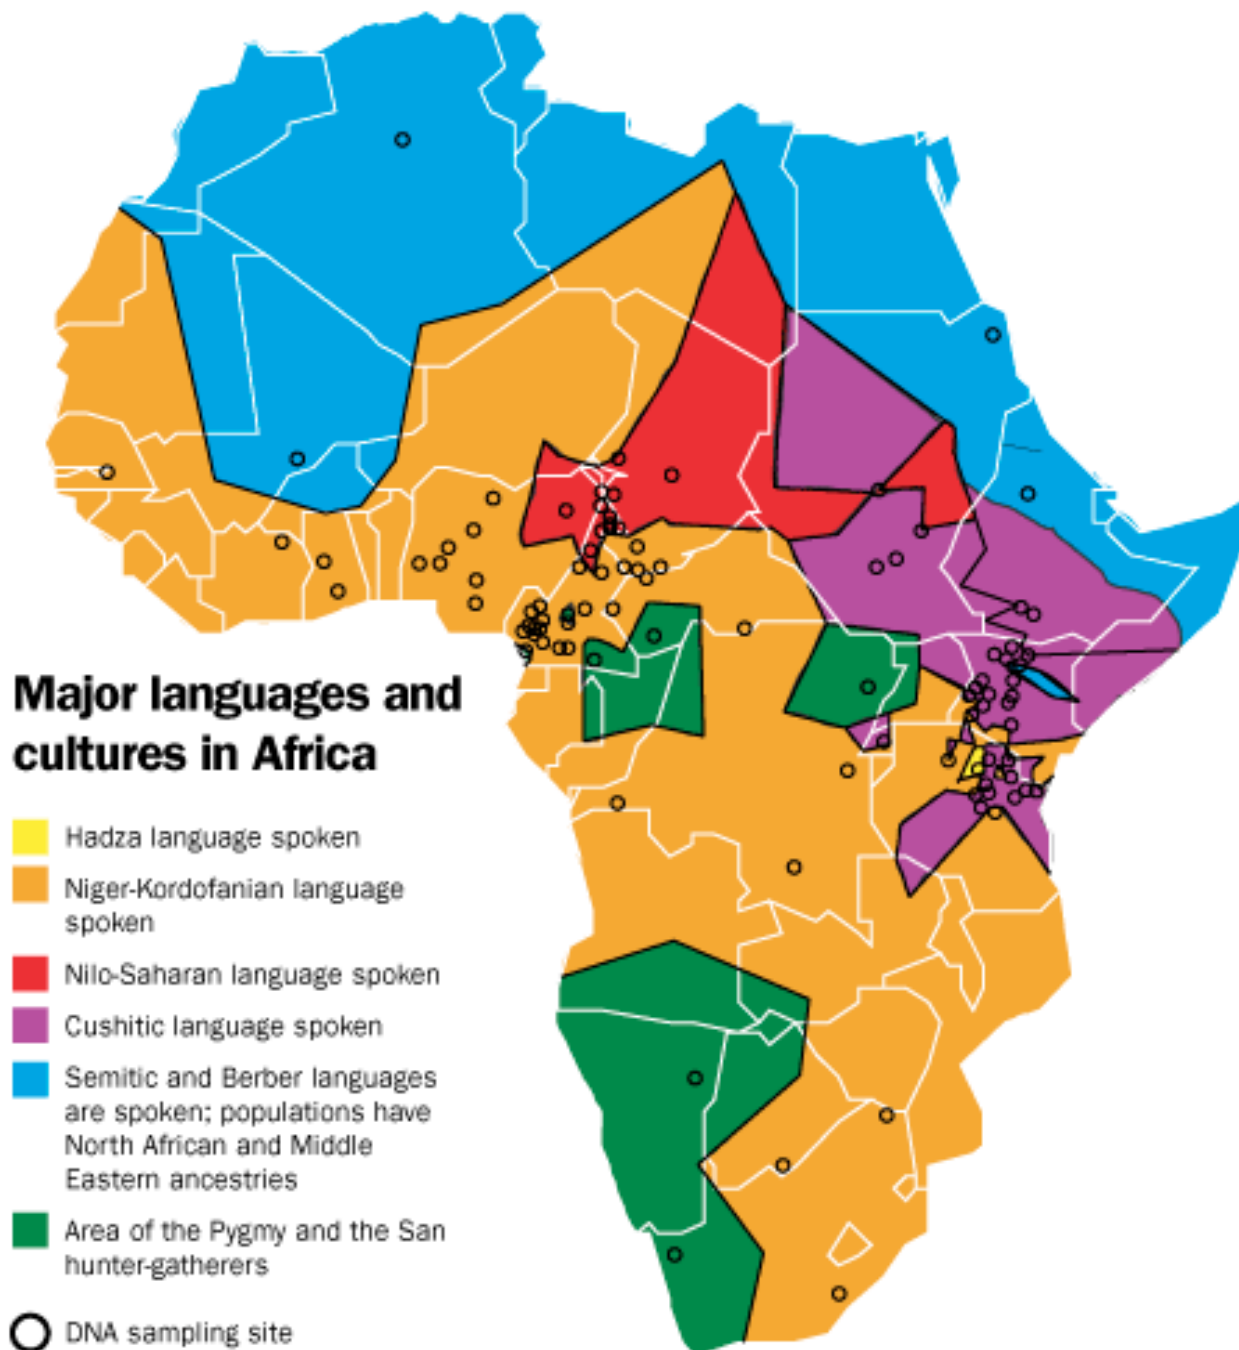 Major languages and
cultures in Africa
Hadza language spoken
Niger-Kordofanian language
spoken
Nilo-Saharan language spoken
Cushitic language spoken
Semitic and Berber languages
are spoken; populations have
North African and Middle
Eastern ancestries
Area of the Pygmy and the San
hunter-gatherers
DNA sampling site